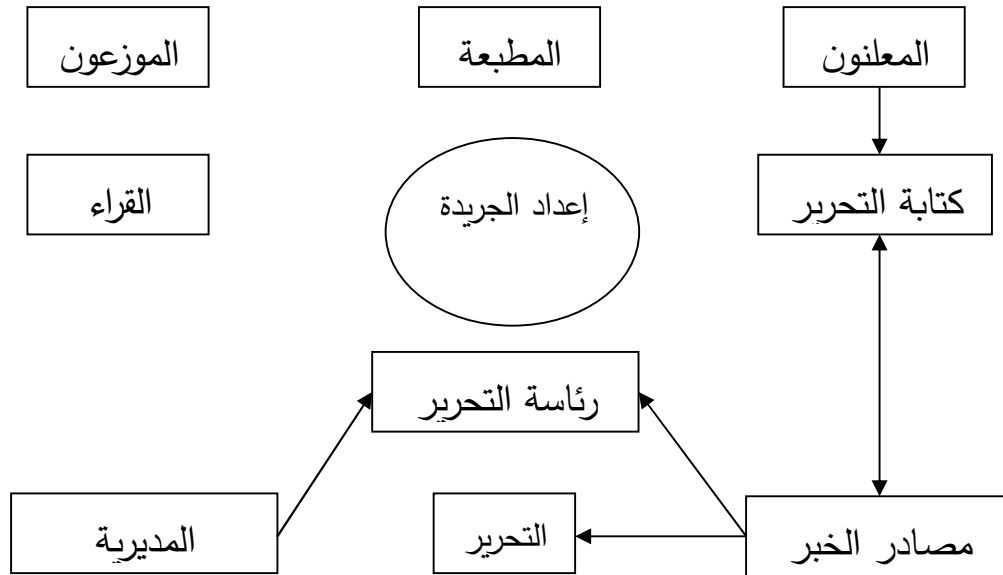 المعلنون
المطبعة
الموزعون
كتابة التحرير
إعداد الجريدة
القراء
رئاسة التحرير
مصادر الخبر
التحرير
المديرية